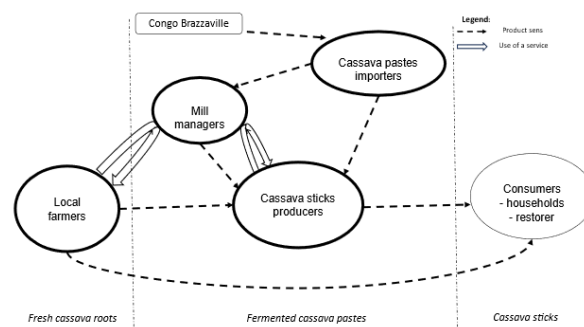 Legend:
Congo Brazzaville
Product sens
Use of a service
Cassava pastes
importers
Mill
managers
Local
farmers
Cassava sticks
producers
Consumers
- households
- restorer
Fresh cassava roots
Fermented cassava pastes
Cassava sticks